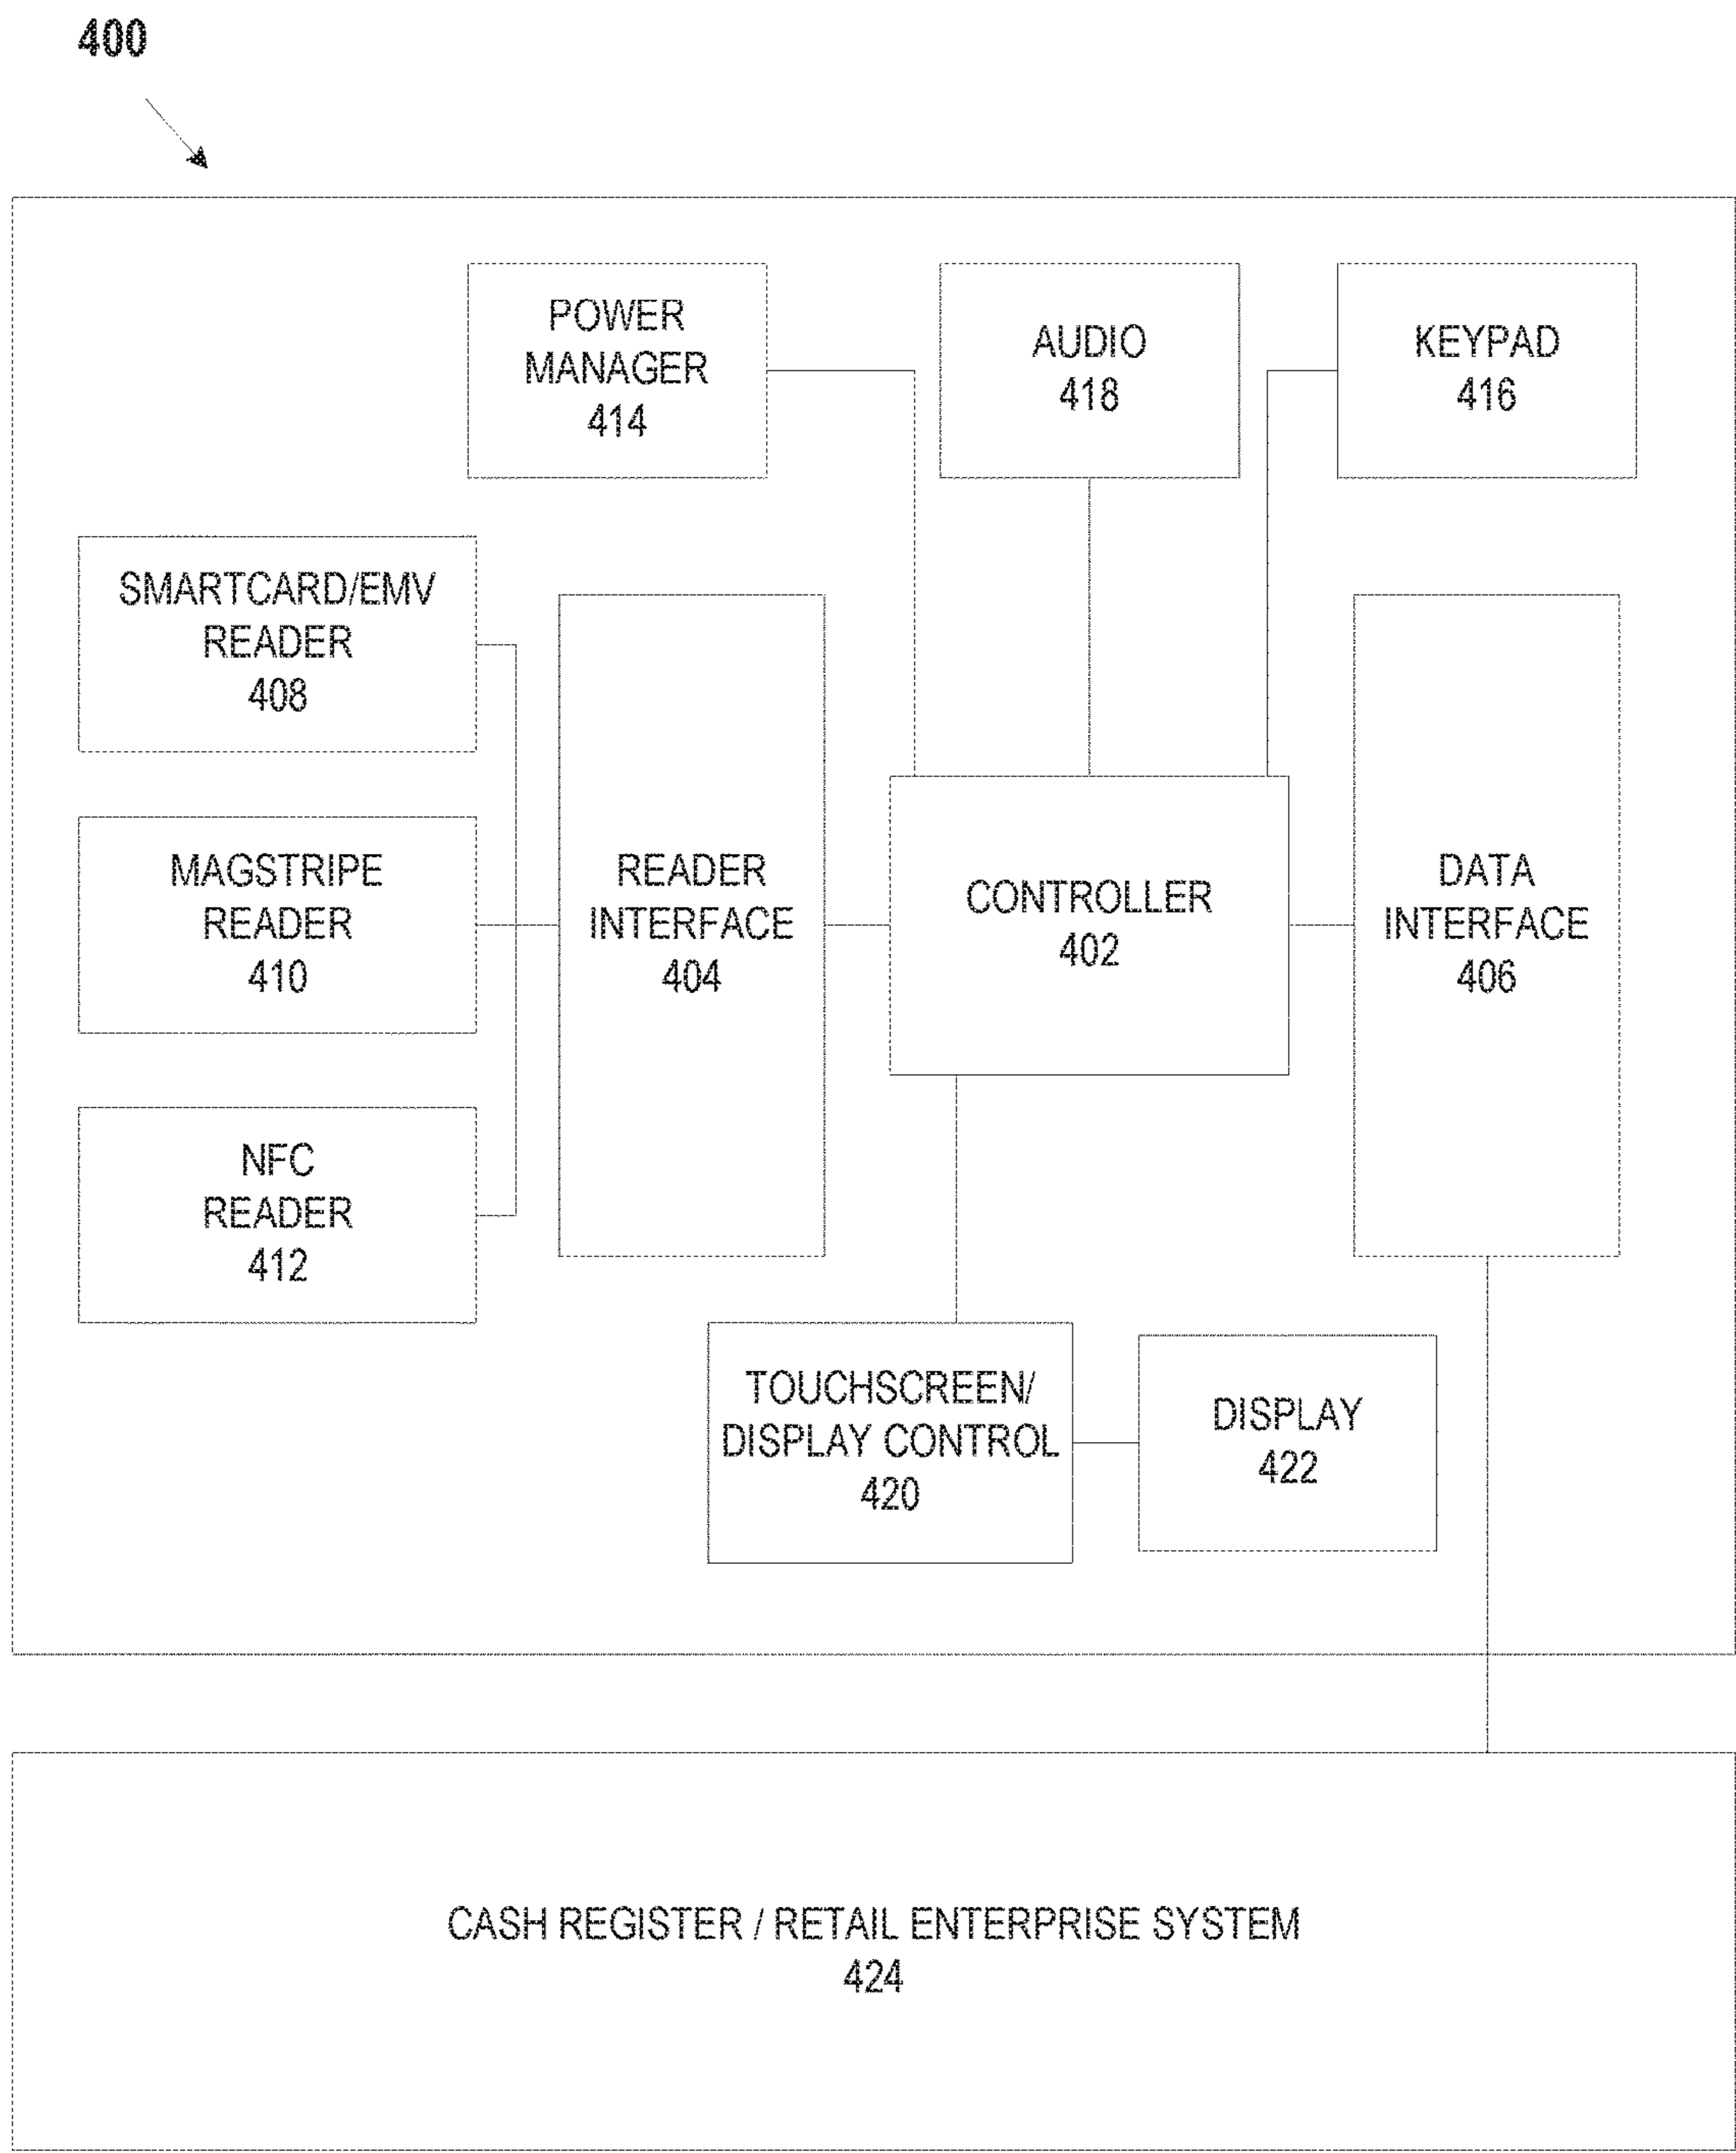 400
POWER
MANAGER
414
AUDIO
418
KEYPAD
416
SMARTCARD/EMV
READER
408
MAGSTRIPE
READER
410
NFC
READER
412
READER
INTERFACE
404
CONTROLLER
402
DATA
INTERFACE
406
TOUCHSCREEN/
DISPLAY CONTROL
420
DISPLAY
422
CASH REGISTER / RETAIL ENTERPRISE SYSTEM
424